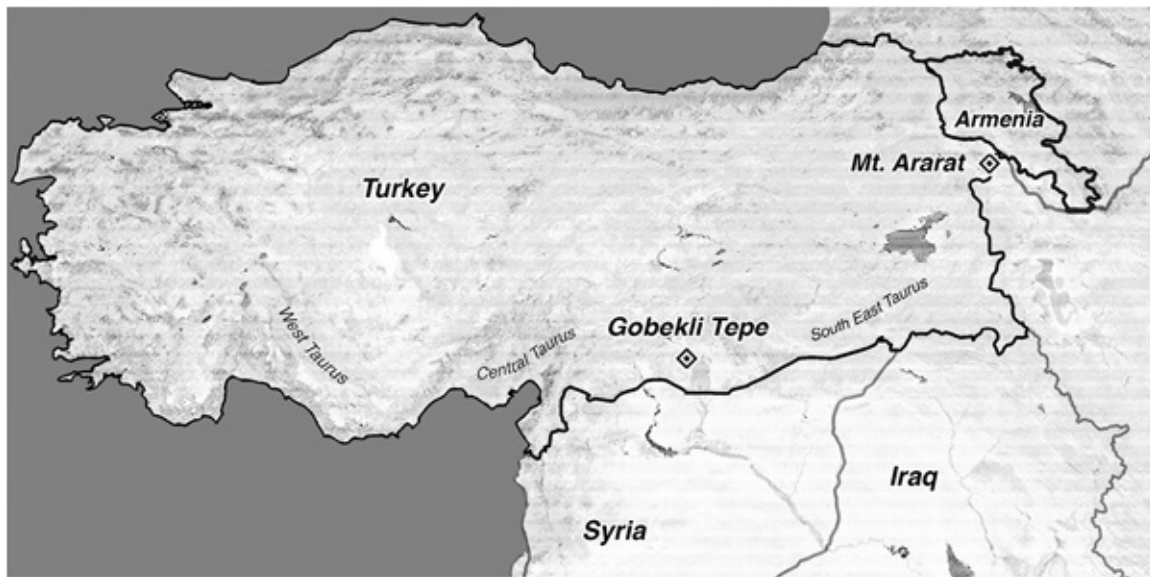 Armenia
Mt. Ararat
Turkey
Gobekli Tepe
South East Taurus
West Taurus
Central Taurus
Iraq
Syria